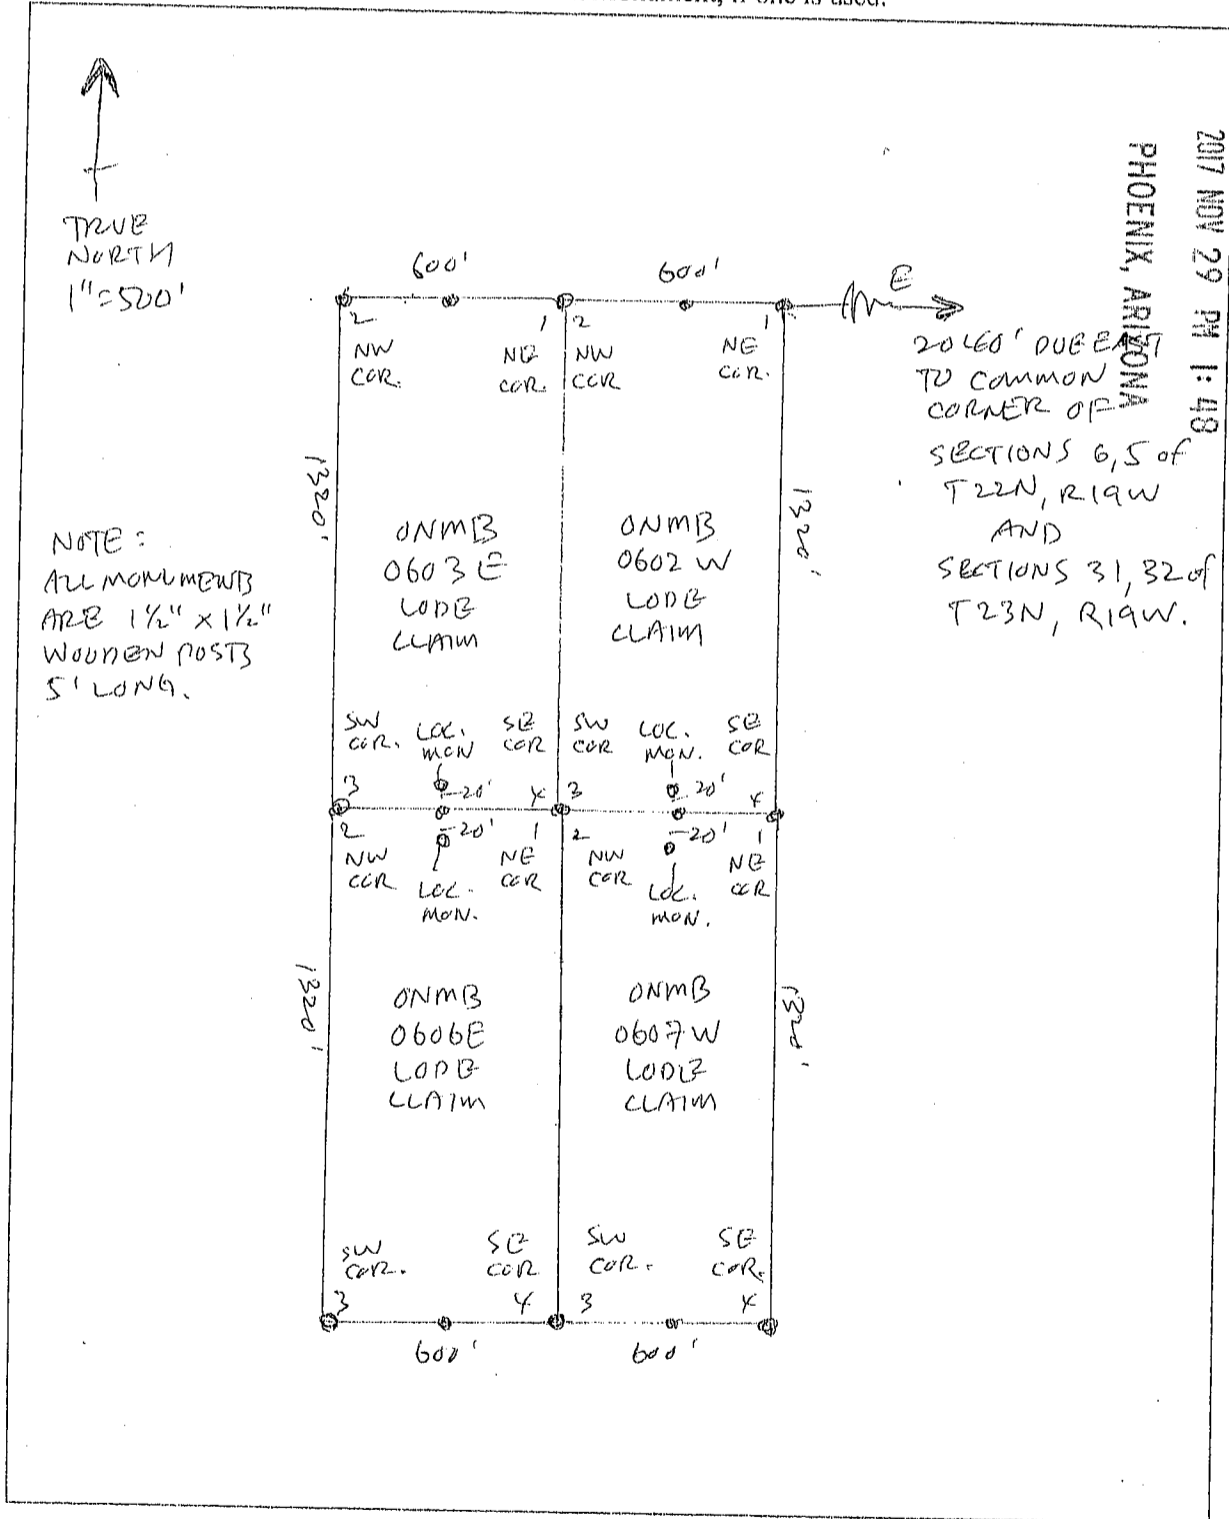 if one is used.
2017 NOV 29 PM 1:48
PHOENIX, ARIZONA
TRUE
NORTH
1"=500'
600'
600'
E
2 1 2 1
NW COR.
NE COR.
NW COR
NE COR.
DUE EAST
TO COMMON
CORNER OF
SECTIONS 6,5 of
T22N, R19W
AND
SECTIONS 31,32 of
T23N, R19W.
1320'
1320'
NOTE:
ALL MONUMENTS
ARE 1½" x 1½"
WOODEN POSTS
5' LONG.
ONMB
0603E
LODE
CLAIM
ONMB
0602W
LODE
CLAIM
SW COR.
LOC. MON
SE COR
SW COR
LOC. MON.
SE COR
3 20' 4 3 20' 4
2 20' 1 2 20' 1
NW COR
LOC. MON.
NE COR
NW COR
LOC. MON.
NE COR
1320'
1320'
ONMB
0606E
LODE
CLAIM
ONMB
0607W
LODE
CLAIM
SW COR.
SE COR
SW COR.
SE COR.
3 4 3 4
600'
600'